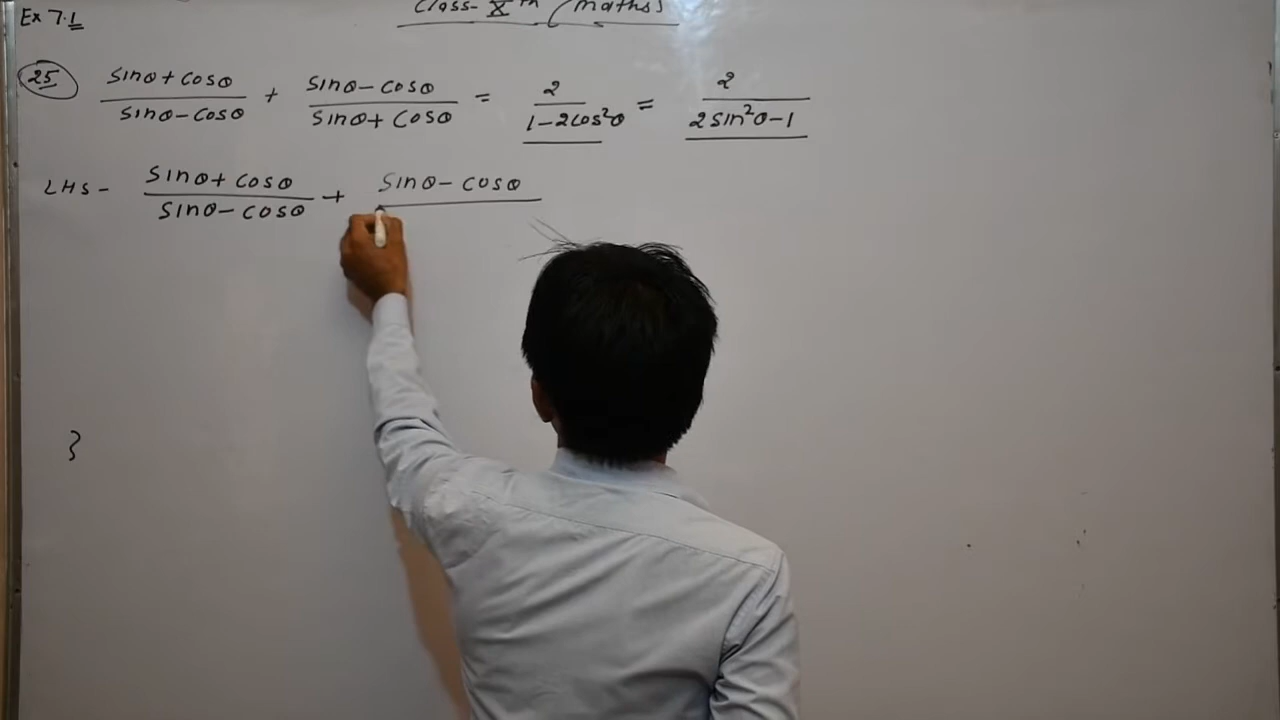 Ex 7.1
Class- X th (Maths)
25 sinθ+cosθ/sinθ-cosθ + sinθ-cosθ/sinθ+cosθ = 2/1-2cos²θ = 2/2sin²θ-1
LHS- sinθ+cosθ/sinθ-cosθ + sinθ-cosθ
}